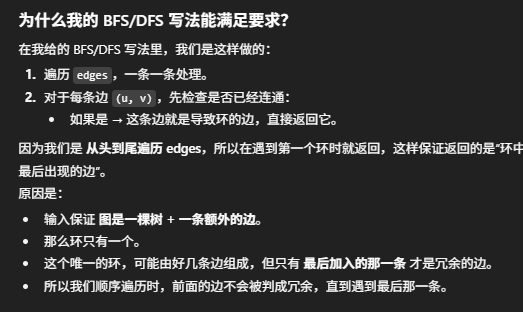 为什么我的 BFS/DFS 写法能满足要求？
在我给的 BFS/DFS 写法里，我们是这样做的：
1. 遍历 edges，一条一条处理。
2. 对于每条边 (u, v)，先检查是否已经连通：
• 如果是 → 这条边就是导致环的边，直接返回它。
因为我们是 从头到尾遍历 edges，所以在遇到第一个环时就返回，这样保证返回的是“环中
最后出现的边”。
原因是：
• 输入保证 图是一棵树 + 一条额外的边。
• 那么环只有一个。
• 这个唯一的环，可能由好几条边组成，但只有 最后加入的那一条 才是冗余的边。
• 所以我们顺序遍历时，前面的边不会被判成冗余，直到遇到最后那一条。